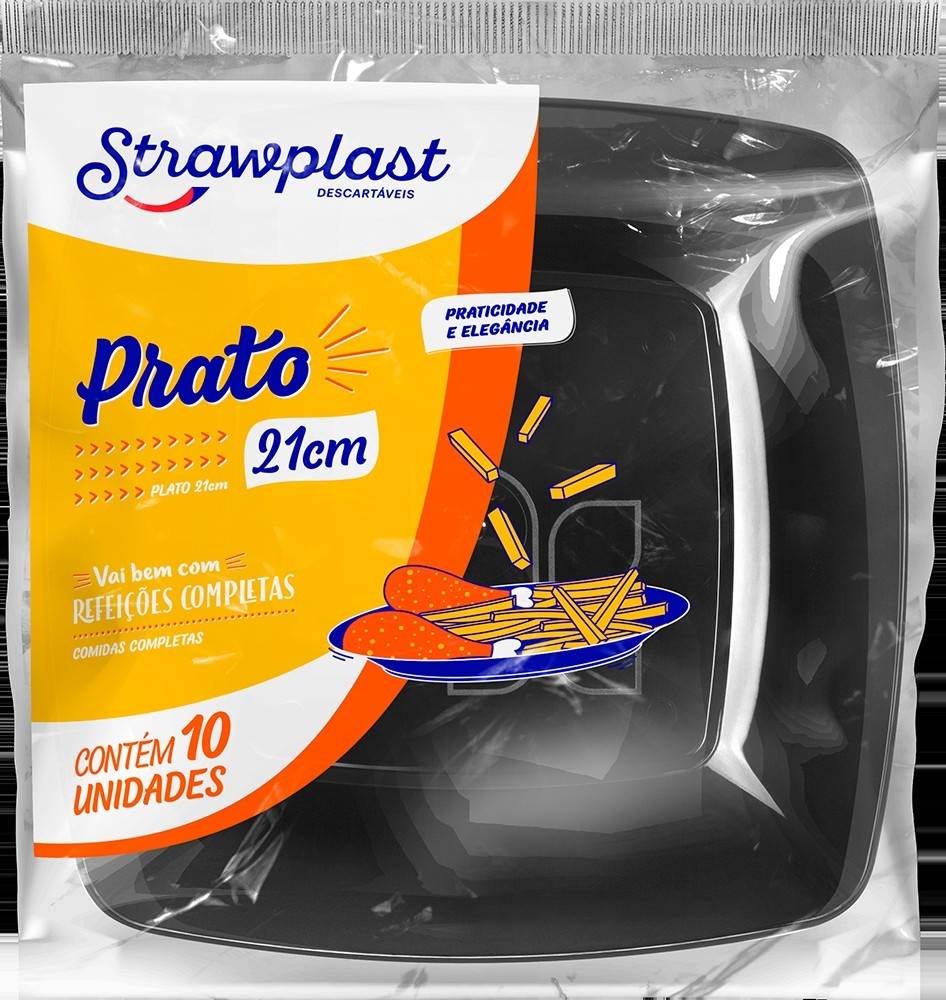 Strawplast
DESCARTÁVEIS
PRATICIDADE
E ELEGÂNCIA
Prato
21cm
PLATO 21cm
Vai bem com
REFEIÇÕES COMPLETAS
COMIDAS COMPLETAS
CONTÉM 10
UNIDADES